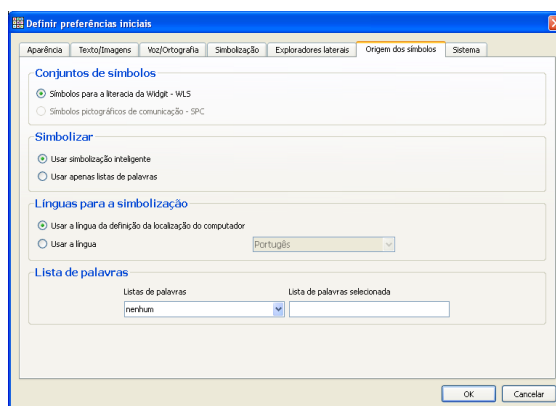 Definir preferências iniciais
Aparência Texto/Imagens Voz/Ortografia Simbolização Exploradores laterais Origem dos símbolos Sistema
Conjuntos de símbolos
Símbolos para a literacia da Widgit - WLS
Símbolos pictográficos de comunicação - SPC
Simbolizar
Usar simbolização inteligente
Usar apenas listas de palavras
Línguas para a simbolização
Usar a língua da definição da localização do computador
Usar a língua Portugês
Lista de palavras
Listas de palavras Lista de palavras selecionada
nenhum
OK Cancelar